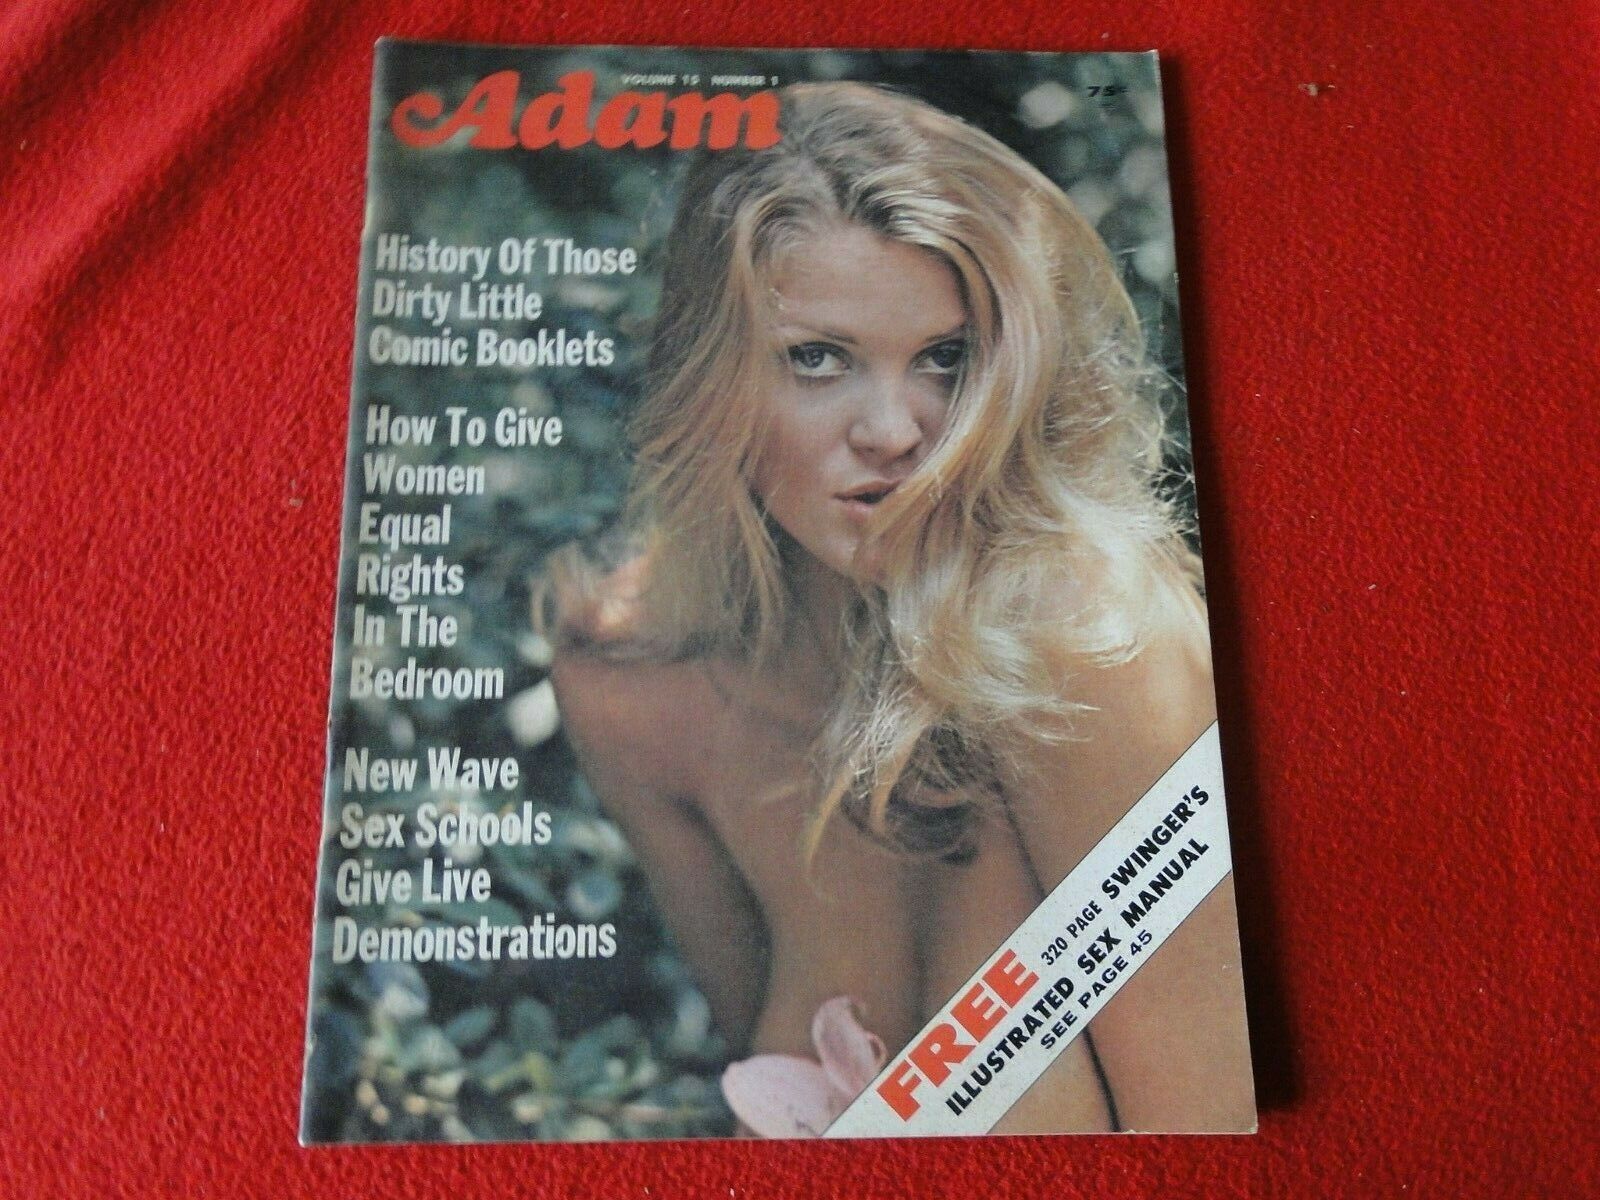 VOLUME 15 NUMBER 1
Adam
75¢
History Of Those
Dirty Little
Comic Booklets
How To Give
Women
Equal
Rights
In The
Bedroom
New Wave
Sex Schools
Give Live
Demonstrations
FREE 320 PAGE SWINGER'S
ILLUSTRATED SEX MANUAL
SEE PAGE 45